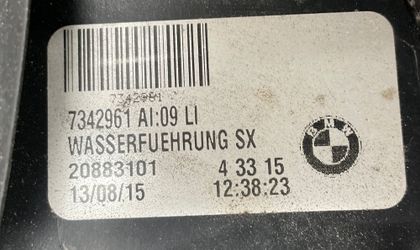 7342961
7342961 AI:09 LI
WASSERFUEHRUNG SX
20883101 4 33 15
13/08/15 12:38:23
BMW